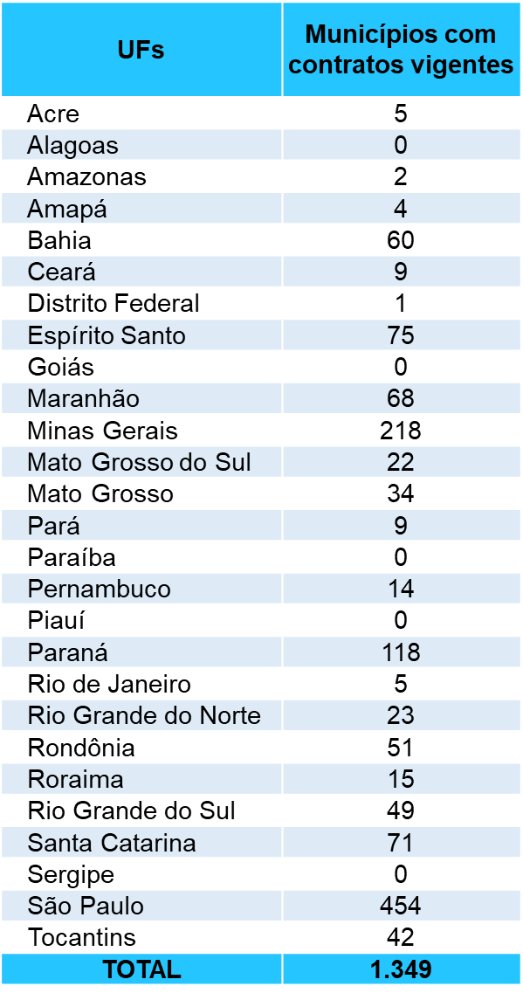 UFs Municípios com
contratos vigentes
Acre 5
Alagoas 0
Amazonas 2
Amapá 4
Bahia 60
Ceará 9
Distrito Federal 1
Espírito Santo 75
Goiás 0
Maranhão 68
Minas Gerais 218
Mato Grosso do Sul 22
Mato Grosso 34
Pará 9
Paraíba 0
Pernambuco 14
Piauí 0
Paraná 118
Rio de Janeiro 5
Rio Grande do Norte 23
Rondônia 51
Roraima 15
Rio Grande do Sul 49
Santa Catarina 71
Sergipe 0
São Paulo 454
Tocantins 42
TOTAL 1.349